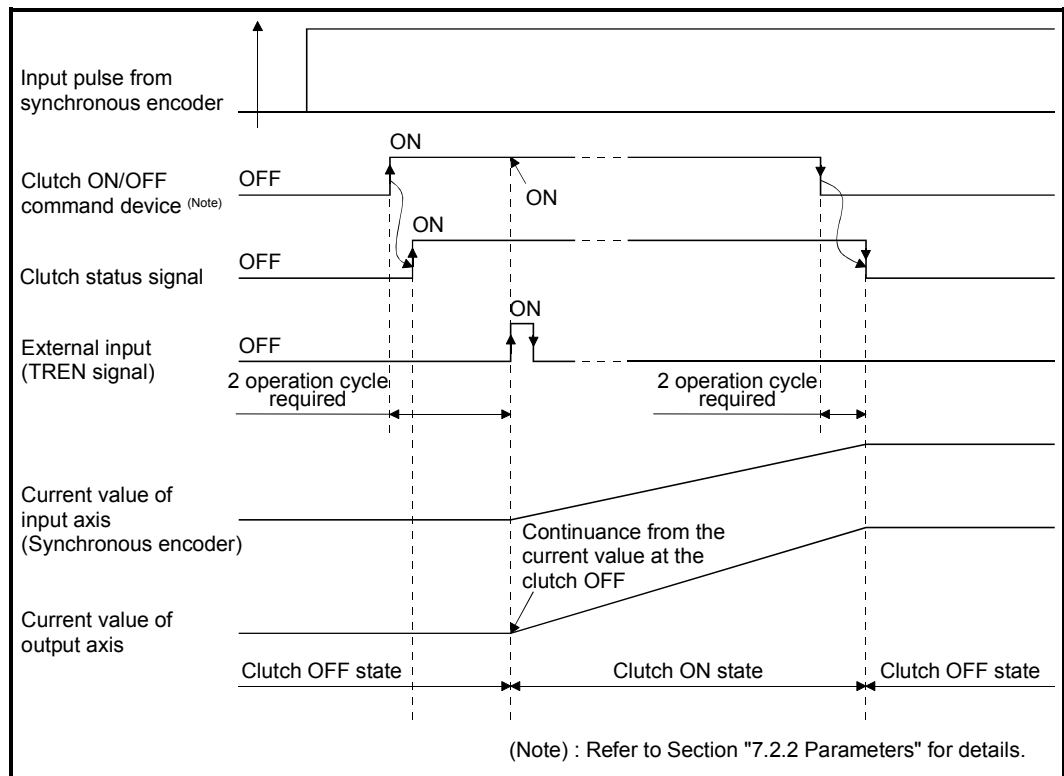 Input pulse from
synchronous encoder
ON
Clutch ON/OFF
command device (Note)
OFF
ON
ON
Clutch status signal
OFF
ON
External input
(TREN signal)
OFF
2 operation cycle
required
2 operation cycle
required
Current value of
input axis
(Synchronous encoder)
Continuance from the
current value at the
clutch OFF
Current value of
output axis
Clutch OFF state
Clutch ON state
Clutch OFF state
(Note) : Refer to Section "7.2.2 Parameters" for details.